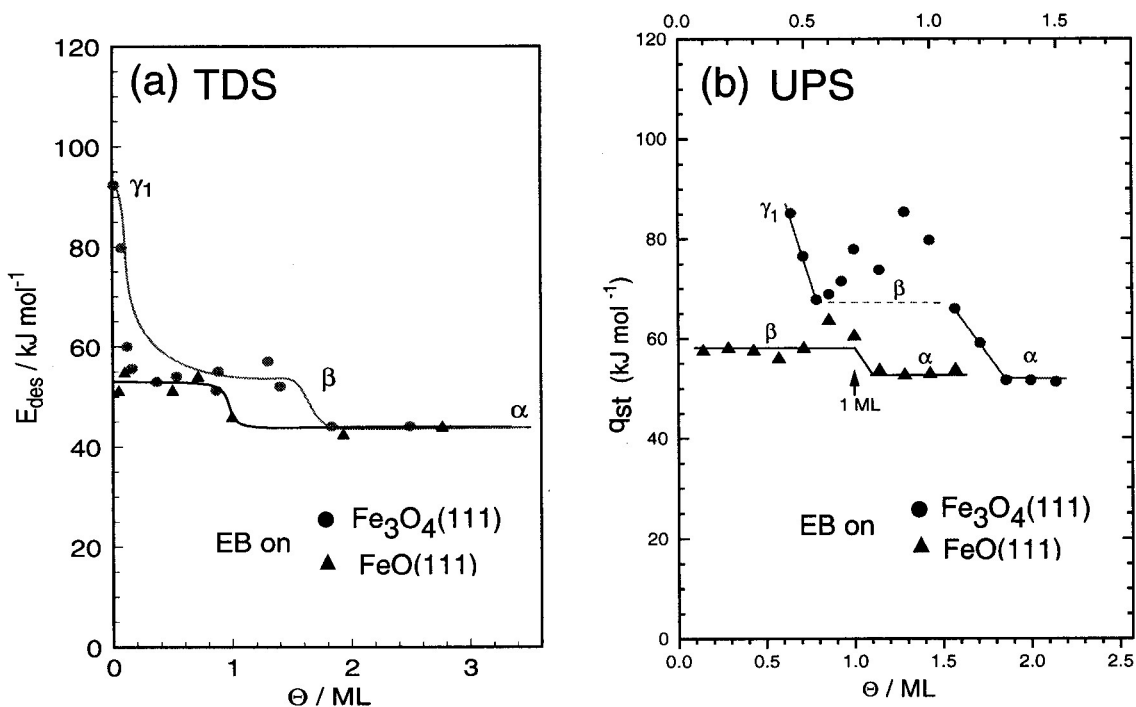 (a) TDS
120
100
80
60
40
20
0
E_des / kJ mol⁻¹
γ₁
β
α
EB on
Fe₃O₄(111)
FeO(111)
0 1 2 3
Θ / ML
0.0 0.5 1.0 1.5
(b) UPS
120
100
80
60
40
20
0
q_st (kJ mol⁻¹)
γ₁
β
β
α
α
1 ML
EB on
Fe₃O₄(111)
FeO(111)
0.0 0.5 1.0 1.5 2.0
Θ / ML